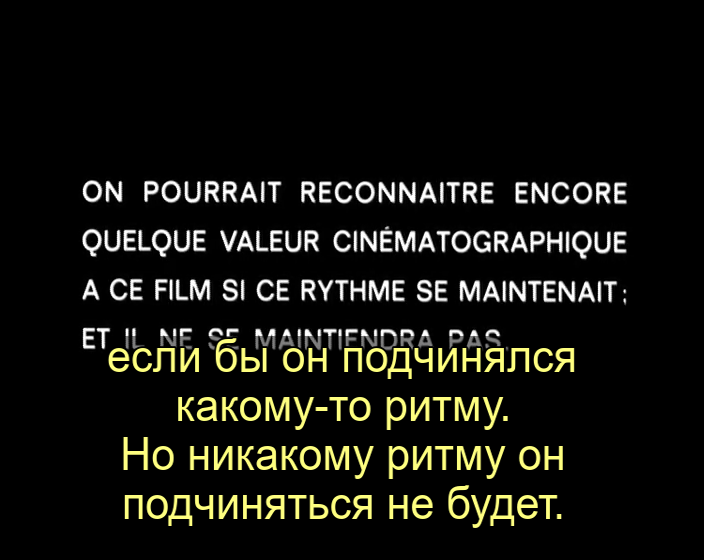 ON POURRAIT RECONNAITRE ENCORE
QUELQUE VALEUR CINÉMATOGRAPHIQUE
A CE FILM SI CE RYTHME SE MAINTENAIT ;
ET IL NE SE MAINTIENDRA PAS.
если бы он подчинялся
какому-то ритму.
Но никакому ритму он
подчиняться не будет.